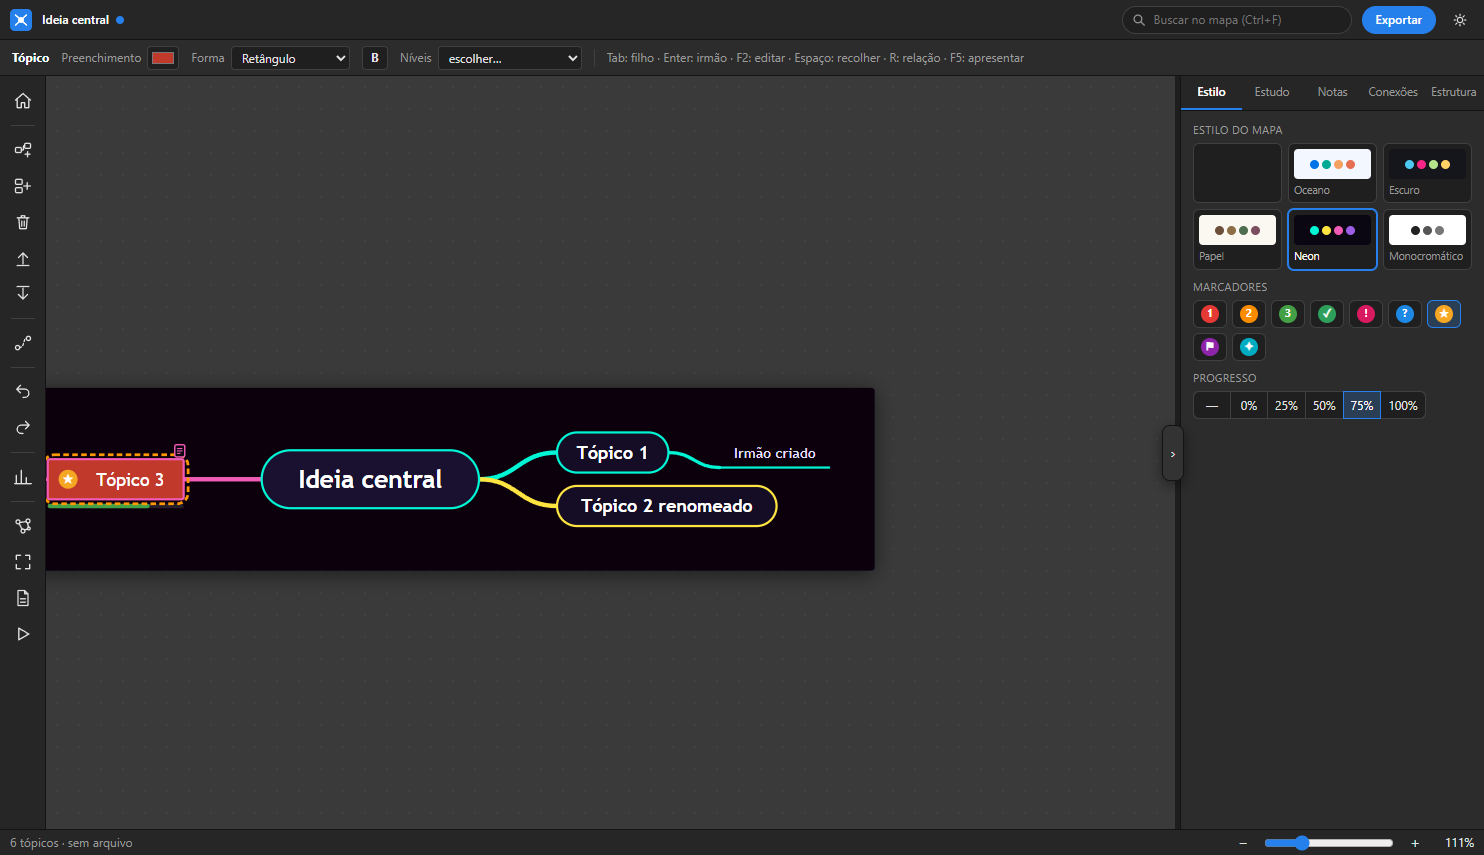 Ideia central
Buscar no mapa (Ctrl+F)
Exportar
Tópico
Preenchimento
Forma
Retângulo
B
Níveis
escolher...
Tab: filho · Enter: irmão · F2: editar · Espaço: recolher · R: relação · F5: apresentar
Estilo
Estudo
Notas
Conexões
Estrutura
ESTILO DO MAPA
Oceano
Escuro
Papel
Neon
Monocromático
MARCADORES
1
2
3
!
?
PROGRESSO
—
0%
25%
50%
75%
100%
Tópico 3
Ideia central
Tópico 1
Irmão criado
Tópico 2 renomeado
6 tópicos · sem arquivo
111%